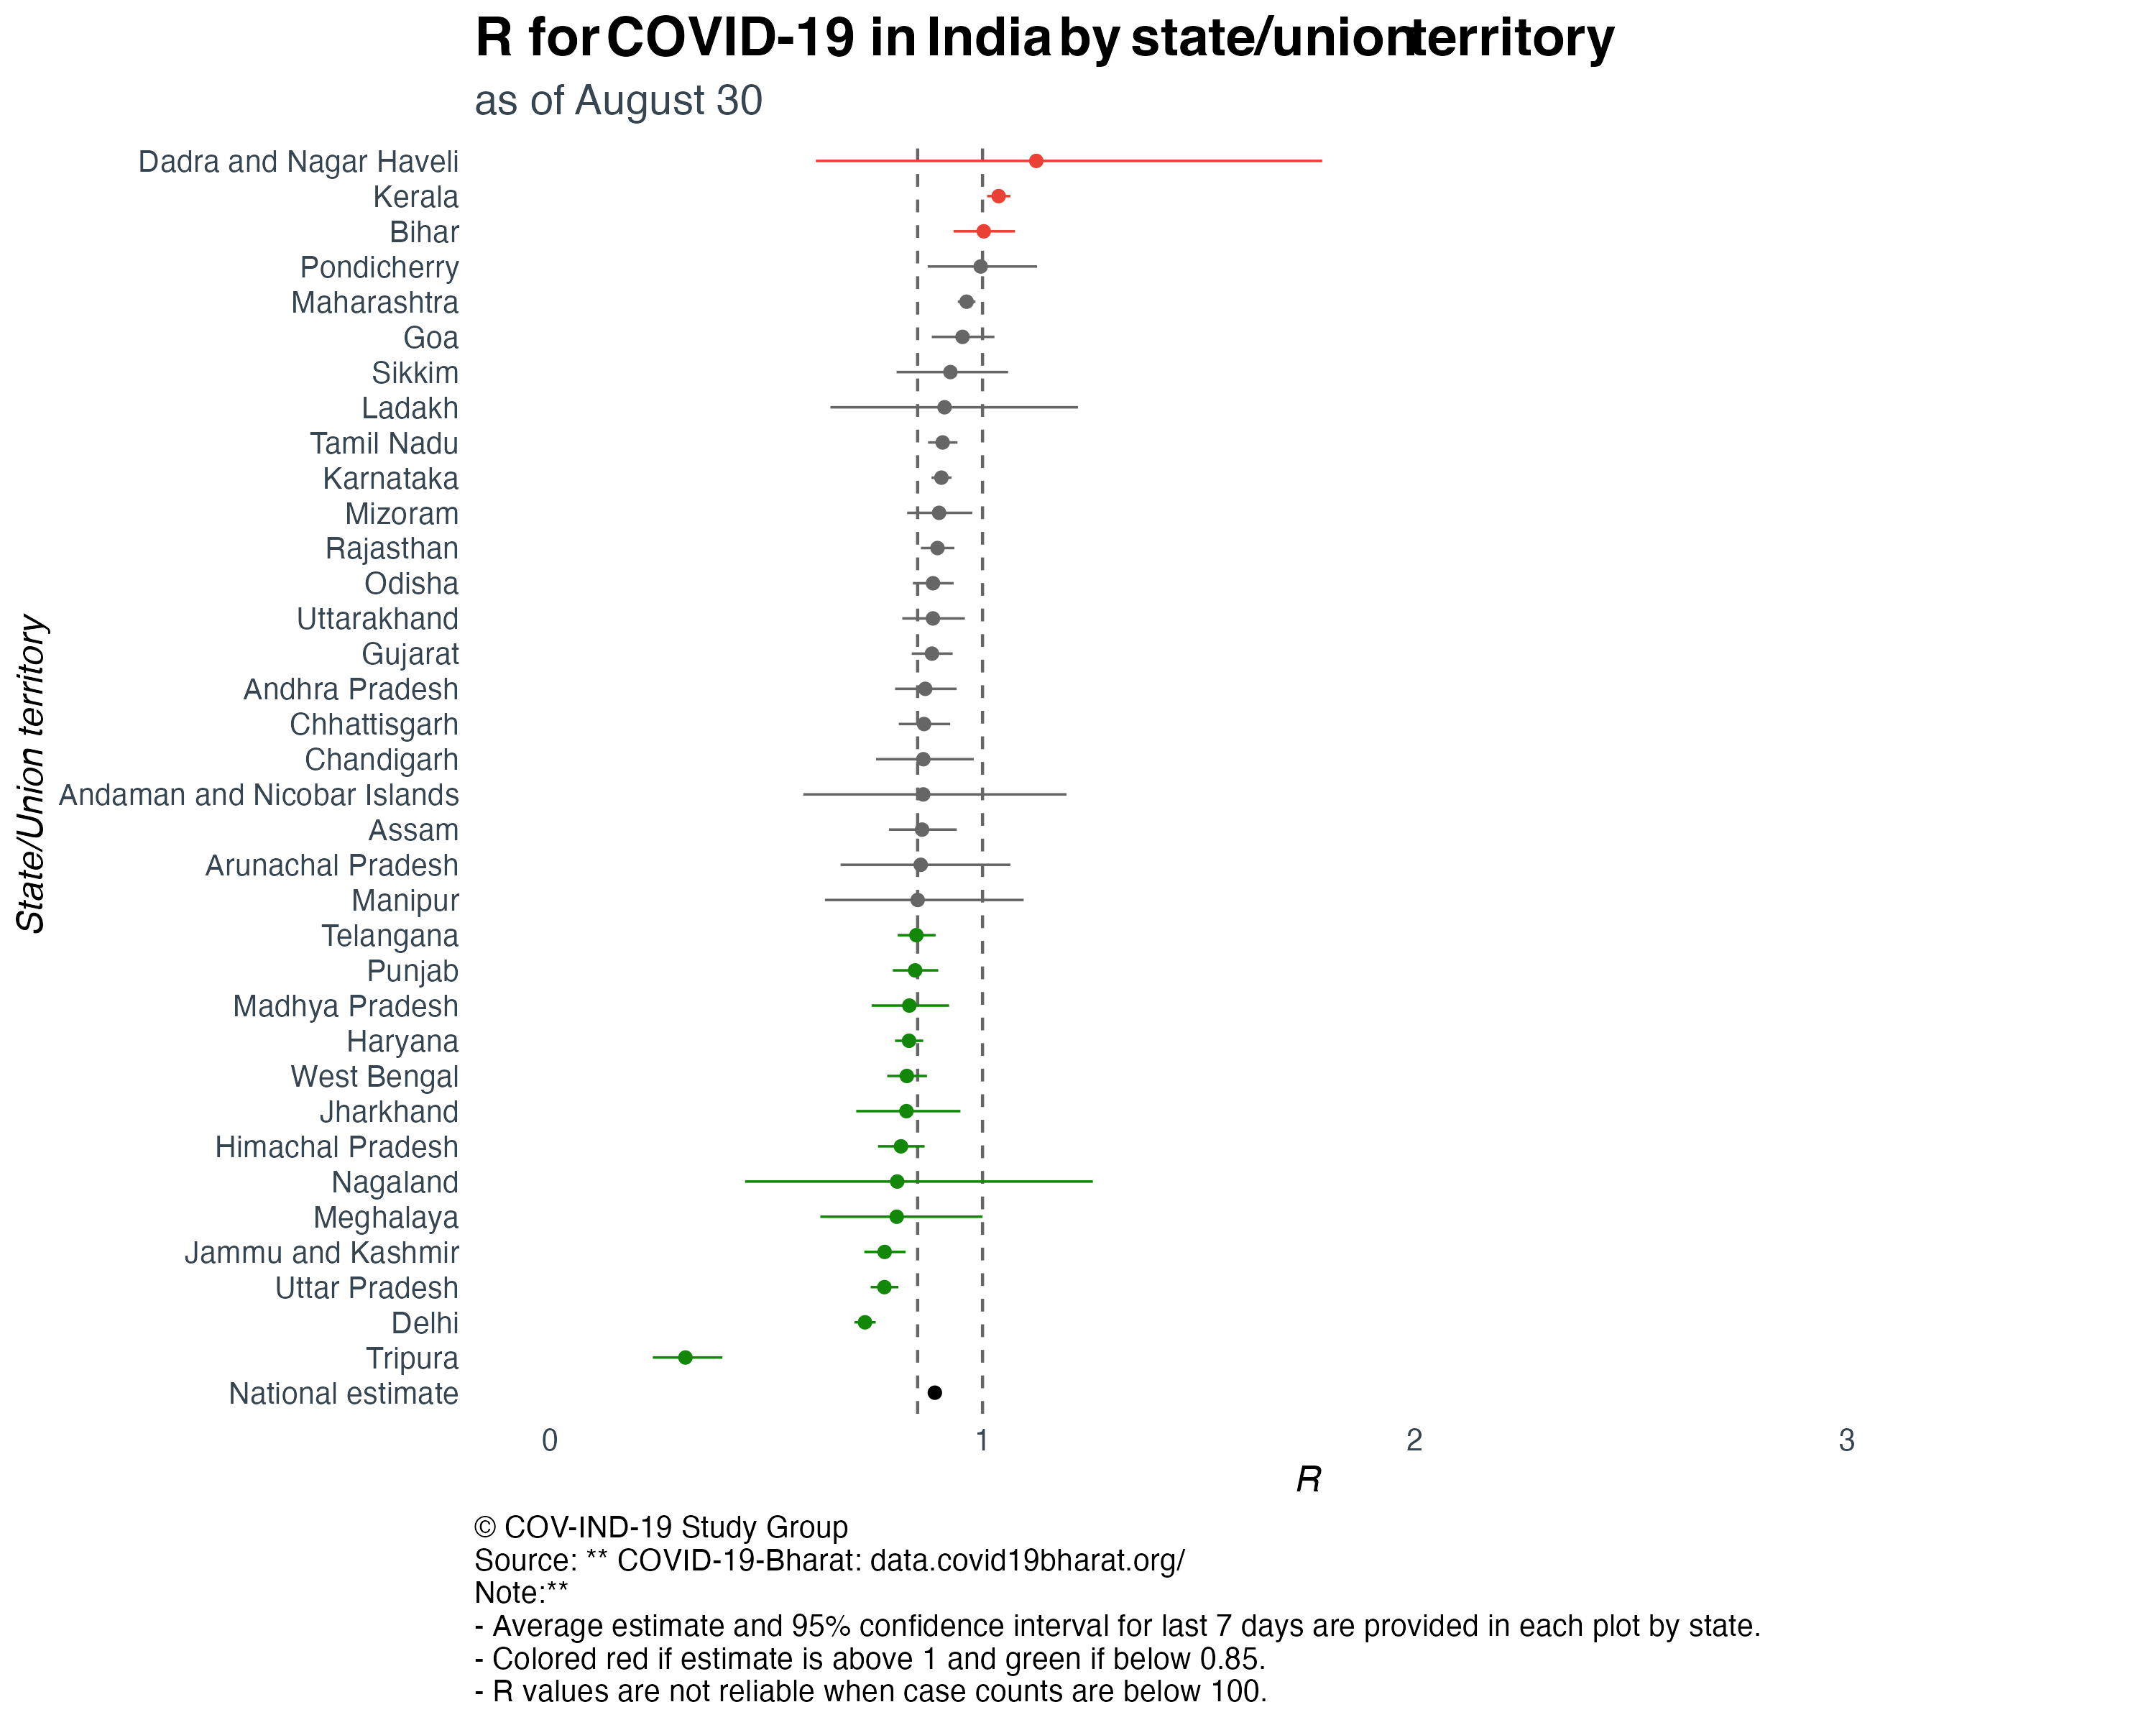 R for COVID-19 in India by state/union territory
as of August 30
State/Union territory
Dadra and Nagar Haveli
Kerala
Bihar
Pondicherry
Maharashtra
Goa
Sikkim
Ladakh
Tamil Nadu
Karnataka
Mizoram
Rajasthan
Odisha
Uttarakhand
Gujarat
Andhra Pradesh
Chhattisgarh
Chandigarh
Andaman and Nicobar Islands
Assam
Arunachal Pradesh
Manipur
Telangana
Punjab
Madhya Pradesh
Haryana
West Bengal
Jharkhand
Himachal Pradesh
Nagaland
Meghalaya
Jammu and Kashmir
Uttar Pradesh
Delhi
Tripura
National estimate
0 1 2 3
R
© COV-IND-19 Study Group
Source: ** COVID-19-Bharat: data.covid19bharat.org/
Note:**
- Average estimate and 95% confidence interval for last 7 days are provided in each plot by state.
- Colored red if estimate is above 1 and green if below 0.85.
- R values are not reliable when case counts are below 100.